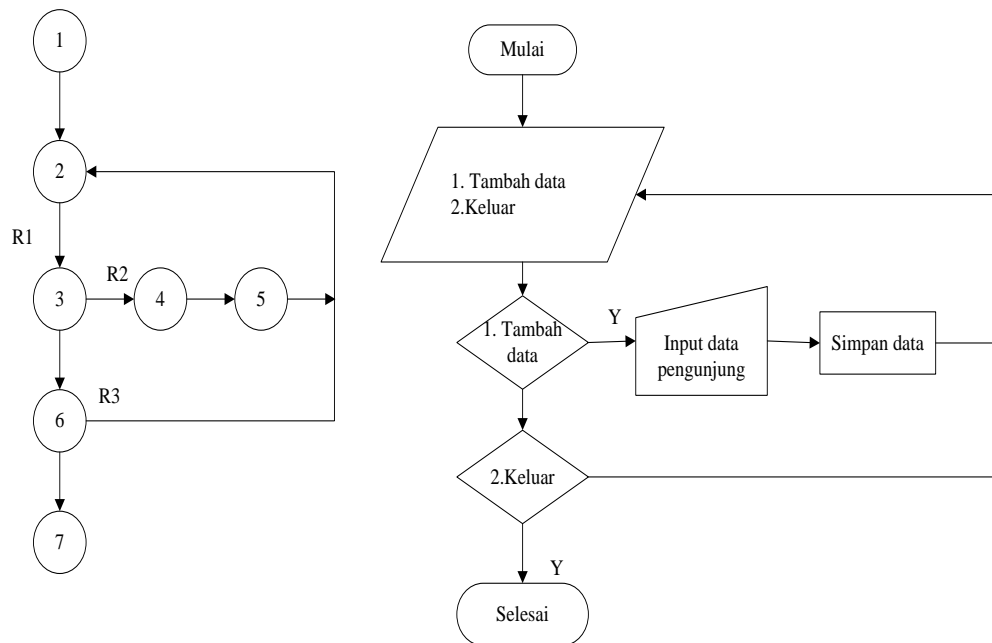 1
2
R1
3
R2
4
5
6
R3
7
Mulai
1. Tambah data
2.Keluar
1. Tambah
data
Y
Input data
pengunjung
Simpan data
2.Keluar
Y
Selesai